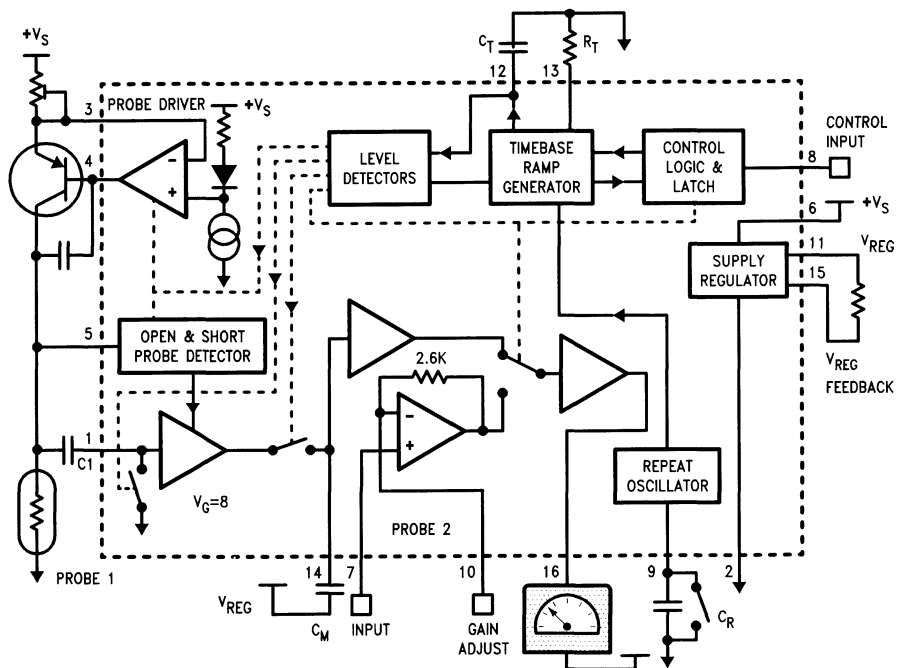 +VS
CT
RT
12
13
3
PROBE DRIVER
+VS
4
LEVEL
DETECTORS
TIMEBASE
RAMP
GENERATOR
CONTROL
LOGIC &
LATCH
CONTROL
INPUT
8
-
+
6
+VS
11
VREG
SUPPLY
REGULATOR
15
5
OPEN & SHORT
PROBE DETECTOR
2.6K
VREG
FEEDBACK
-
+
1
C1
VG=8
REPEAT
OSCILLATOR
PROBE 2
PROBE 1
14
7
10
16
9
2
VREG
CM
INPUT
GAIN
ADJUST
CR